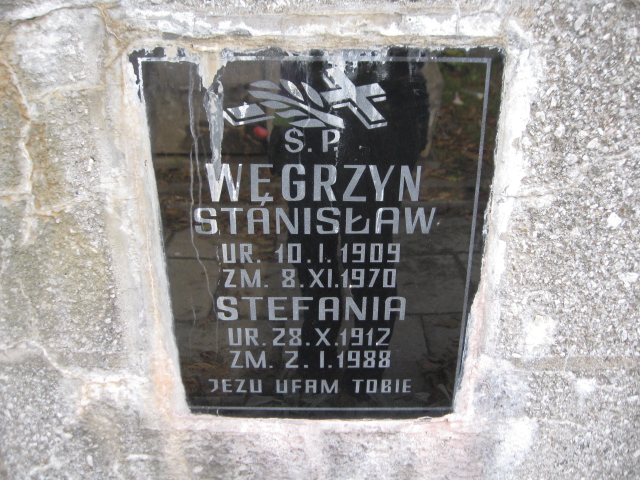 Ś. P.
WĘGRZYN
STANISŁAW
UR. 10. I. 1909
ZM. 8. XI. 1970
STEFANIA
UR. 28. X. 1912
ZM. 2. I. 1988
JEZU UFAM TOBIE